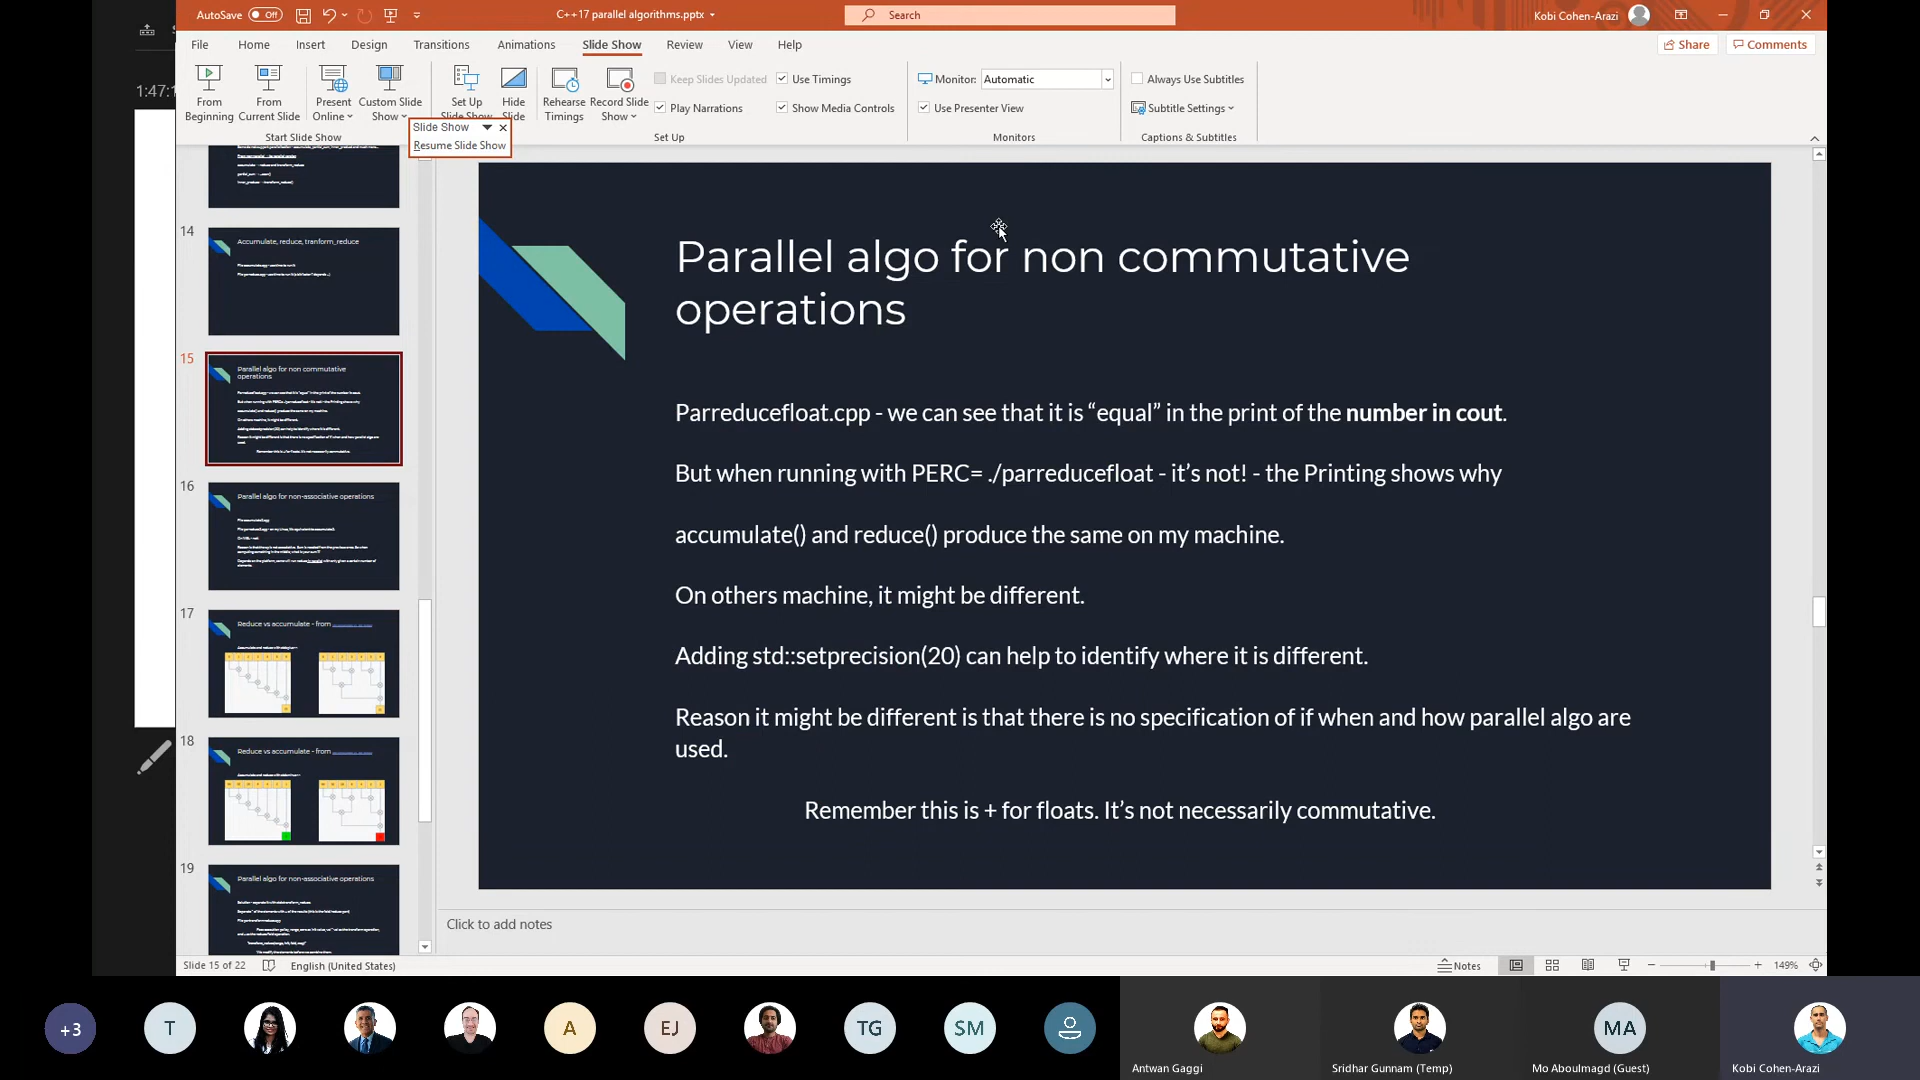 AutoSave Off
C++17 parallel algorithms.pptx
Search
Kobi Cohen-Arazi
File Home Insert Design Transitions Animations Slide Show Review View Help
Share Comments
From Beginning
From Current Slide
Present Online
Custom Slide Show
Set Up Slide Show
Hide Slide
Rehearse Timings
Record Slide Show
Keep Slides Updated
Use Timings
Play Narrations
Show Media Controls
Monitor: Automatic
Use Presenter View
Always Use Subtitles
Subtitle Settings
Start Slide Show
Set Up
Monitors
Captions & Subtitles
Slide Show
Resume Slide Show
1:47:1
14
Accumulate, reduce, tranform_reduce
15
Parallel algo for non commutative
operations
16
Parallel algo for non-associative operations
17
Reduce vs accumulate - from
18
Reduce vs accumulate - from
19
Parallel algo for non-associative operations
Parallel algo for non commutative
operations
Parreducefloat.cpp - we can see that it is “equal” in the print of the number in cout.
But when running with PERC= ./parreducefloat - it’s not! - the Printing shows why
accumulate() and reduce() produce the same on my machine.
On others machine, it might be different.
Adding std::setprecision(20) can help to identify where it is different.
Reason it might be different is that there is no specification of if when and how parallel algo are
used.
Remember this is + for floats. It’s not necessarily commutative.
Click to add notes
Slide 15 of 22
English (United States)
Notes
149%
+3
T
A
EJ
TG
SM
MA
Antwan Gaggi
Sridhar Gunnam (Temp)
Mo Aboulmagd (Guest)
Kobi Cohen-Arazi